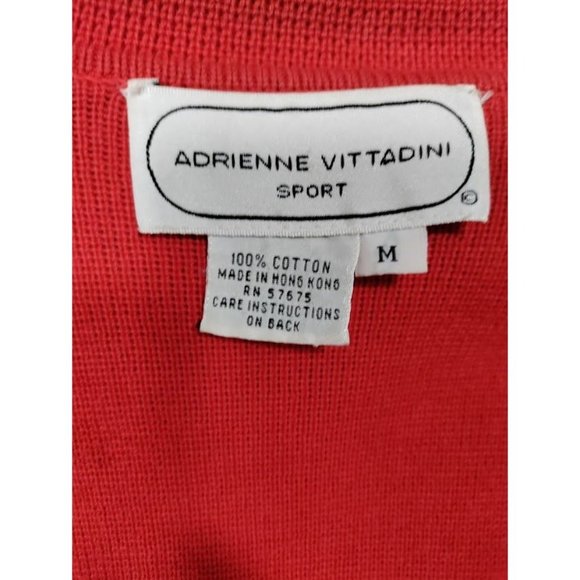 ADRIENNE VITTADINI
SPORT
©
M
100% COTTON
MADE IN HONG KONG
RN 57675
CARE INSTRUCTIONS
ON BACK